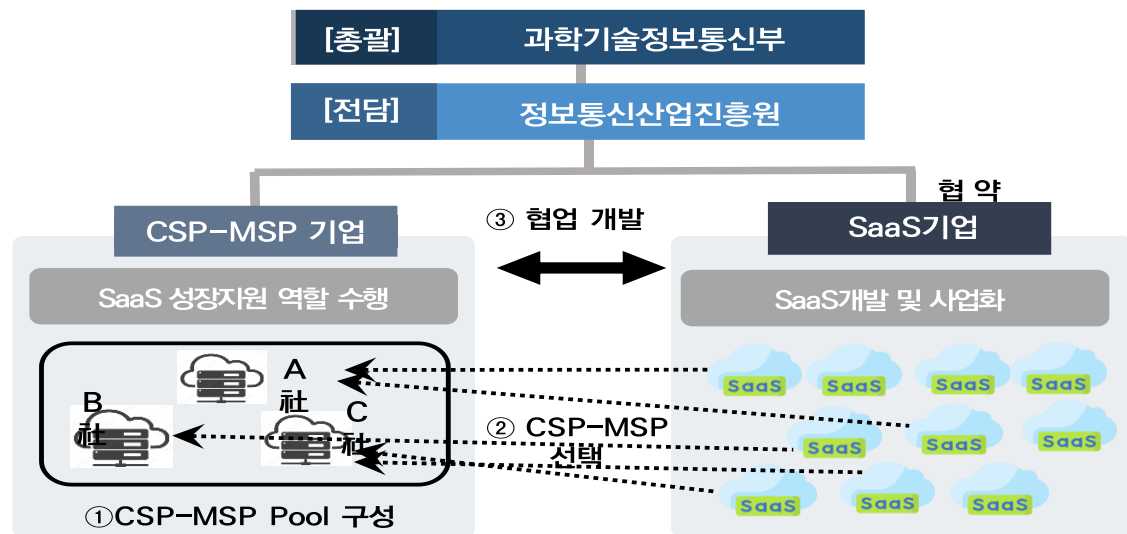 [총괄] 과학기술정보통신부
[전담] 정보통신산업진흥원
협 약
CSP-MSP 기업
③ 협업 개발
SaaS기업
SaaS 성장지원 역할 수행
SaaS개발 및 사업화
A
社
B
社
C
社
② CSP-MSP
선택
SaaS
SaaS
SaaS
SaaS
SaaS
SaaS
SaaS
SaaS
SaaS
SaaS
①CSP-MSP Pool 구성